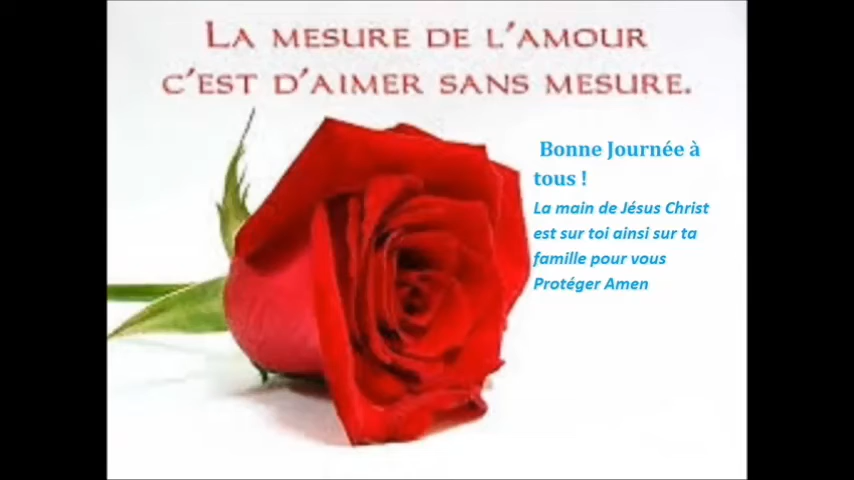 LA MESURE DE L'AMOUR
C'EST D'AIMER SANS MESURE.
Bonne Journée à
tous !
La main de Jésus Christ
est sur toi ainsi sur ta
famille pour vous
Protéger Amen